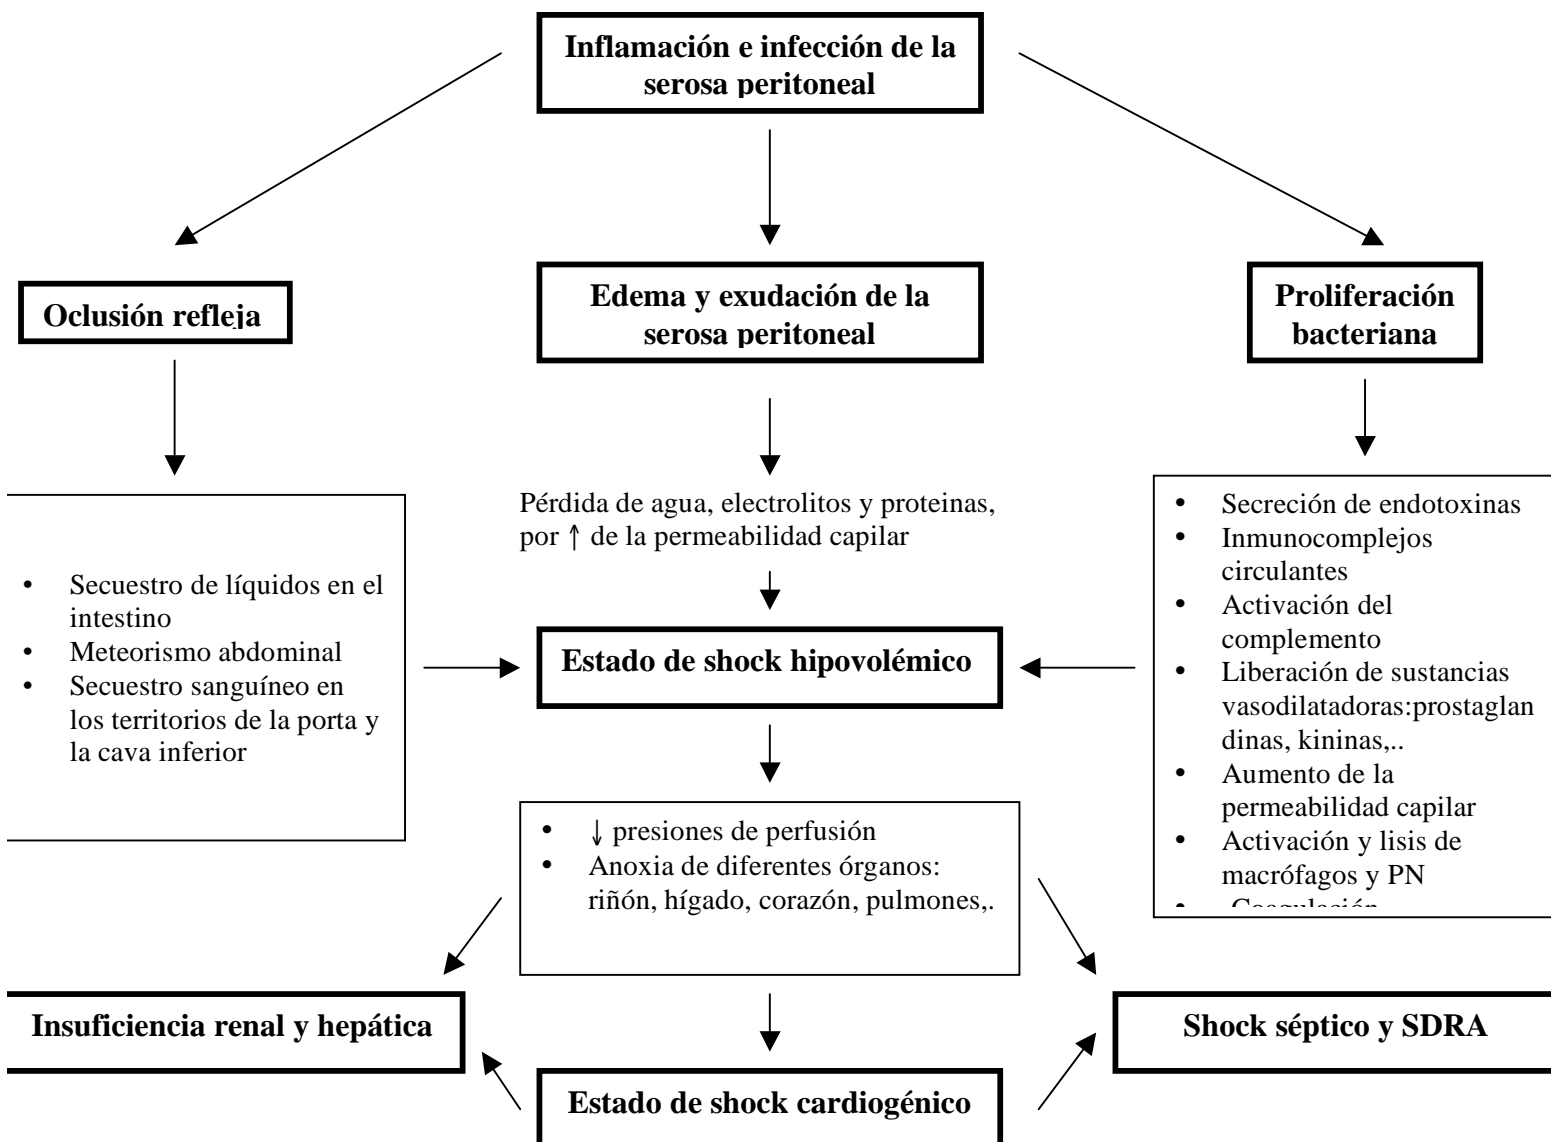 Inflamación e infección de la
serosa peritoneal
Oclusión refleja
Edema y exudación de la
serosa peritoneal
Proliferación
bacteriana
Pérdida de agua, electrolitos y proteinas,
por ↑ de la permeabilidad capilar
• Secuestro de líquidos en el
intestino
• Meteorismo abdominal
• Secuestro sanguíneo en
los territorios de la porta y
la cava inferior
Estado de shock hipovolémico
• Secreción de endotoxinas
• Inmunocomplejos
circulantes
• Activación del
complemento
• Liberación de sustancias
vasodilatadoras:prostaglan
dinas, kininas,..
• Aumento de la
permeabilidad capilar
• Activación y lisis de
macrófagos y PN
• Coagulación
• ↓ presiones de perfusión
• Anoxia de diferentes órganos:
riñón, hígado, corazón, pulmones,.
Insuficiencia renal y hepática
Shock séptico y SDRA
Estado de shock cardiogénico